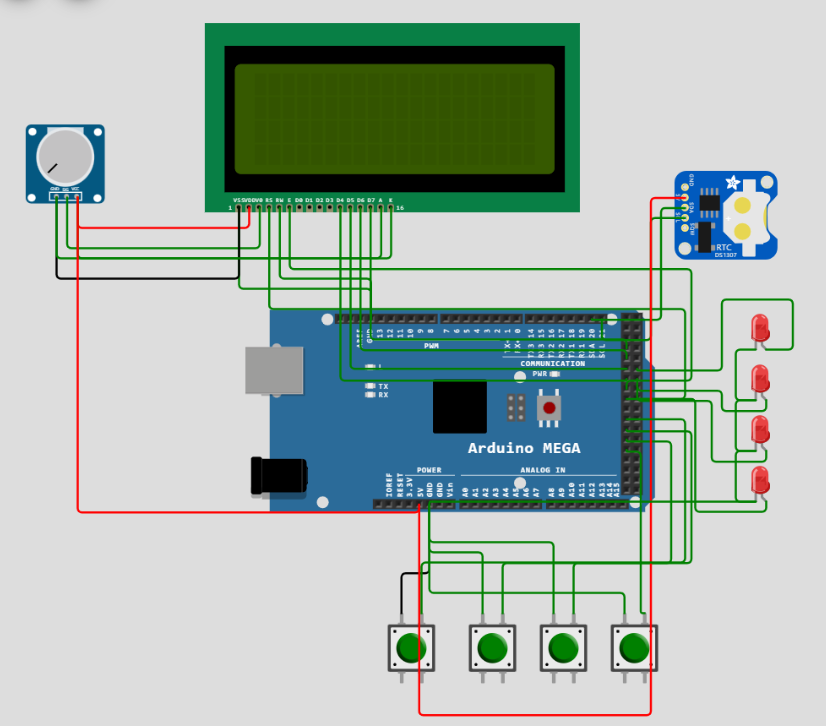 GND SIG VCC
VSS VDD V0 RS RW E D0 D1 D2 D3 D4 D5 D6 D7 A K
1
16
GND
RTC
DS1307
AREF
GND
13
12
11
10
9
8
7
6
5
4
3
2
1
0
14
15
16
17
18
19
20
TX→
RX←
TX3
RX3
TX2
RX2
TX1
RX1
SDA
SCL
PWM
COMMUNICATION
L
PWR
TX
RX
Arduino MEGA
POWER
ANALOG IN
IOREF
RESET
3.3V
5V
GND
GND
Vin
A0
A1
A2
A3
A4
A5
A6
A7
A8
A9
A10
A11
A12
A13
A14
A15